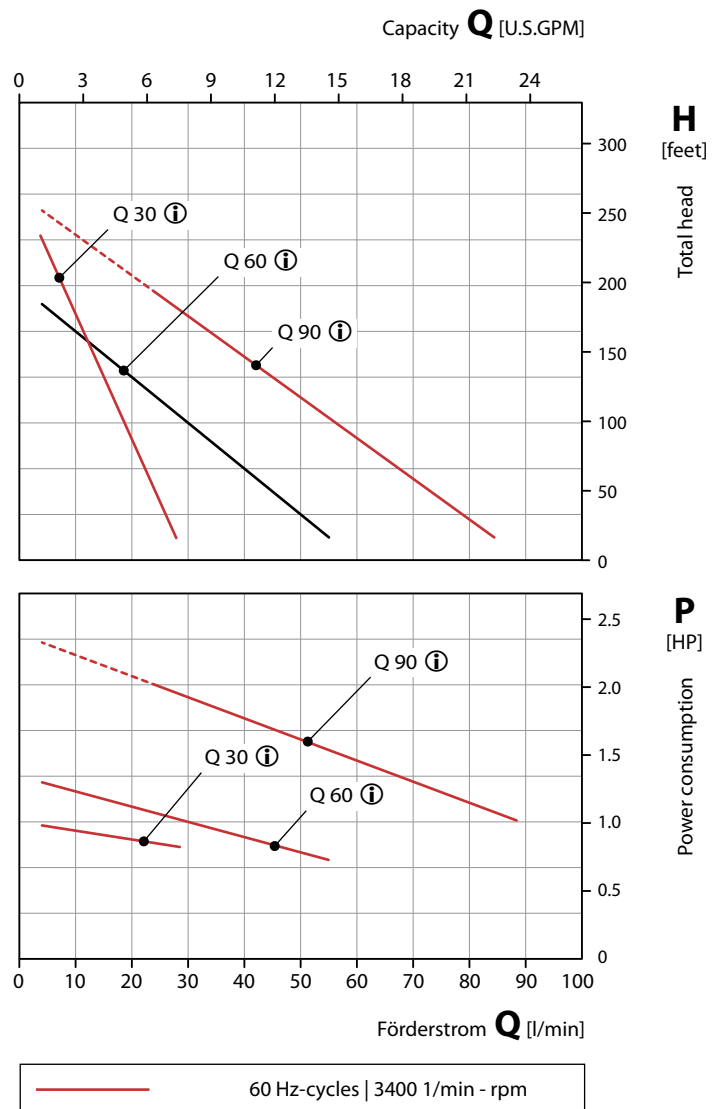 Capacity Q [U.S.GPM]
0 3 6 9 12 15 18 21 24
H
[feet]
Total head
300
250
200
150
100
50
0
Q 30 ⓘ
Q 60 ⓘ
Q 90 ⓘ
P
[HP]
Power consumption
2.5
2.0
1.5
1.0
0.5
0
Q 90 ⓘ
Q 30 ⓘ
Q 60 ⓘ
0 10 20 30 40 50 60 70 80 90 100
Förderstrom Q [l/min]
60 Hz-cycles | 3400 1/min - rpm